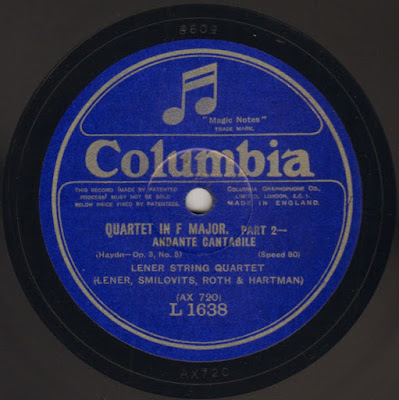 8609
"Magic Notes"
TRADE MARK.
Columbia
THIS RECORD (MADE BY PATENTED
PROCESS) MUST NOT BE SOLD
BELOW PRICE FIXED BY PATENTEES.
COLUMBIA GRAPHOPHONE CO.,
LIMITED, LONDON, E.C.1.
MADE IN ENGLAND.
QUARTET IN F MAJOR. PART 2—
ANDANTE CANTABILE
(Haydn—Op. 3, No. 5) (Speed 80)
LENER STRING QUARTET
(LENER, SMILOVITS, ROTH & HARTMAN)
(AX 720)
L 1638
AX720